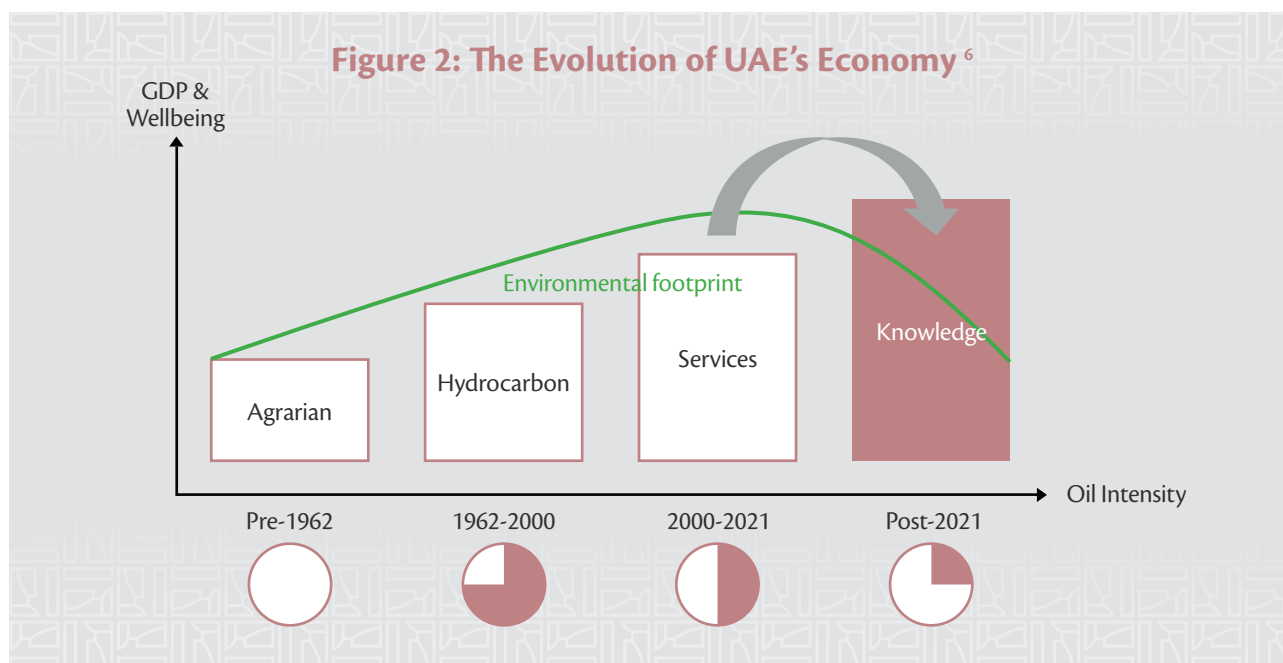 Figure 2: The Evolution of UAE's Economy 6
GDP &
Wellbeing
Environmental footprint
Agrarian
Hydrocarbon
Services
Knowledge
Oil Intensity
Pre-1962
1962-2000
2000-2021
Post-2021